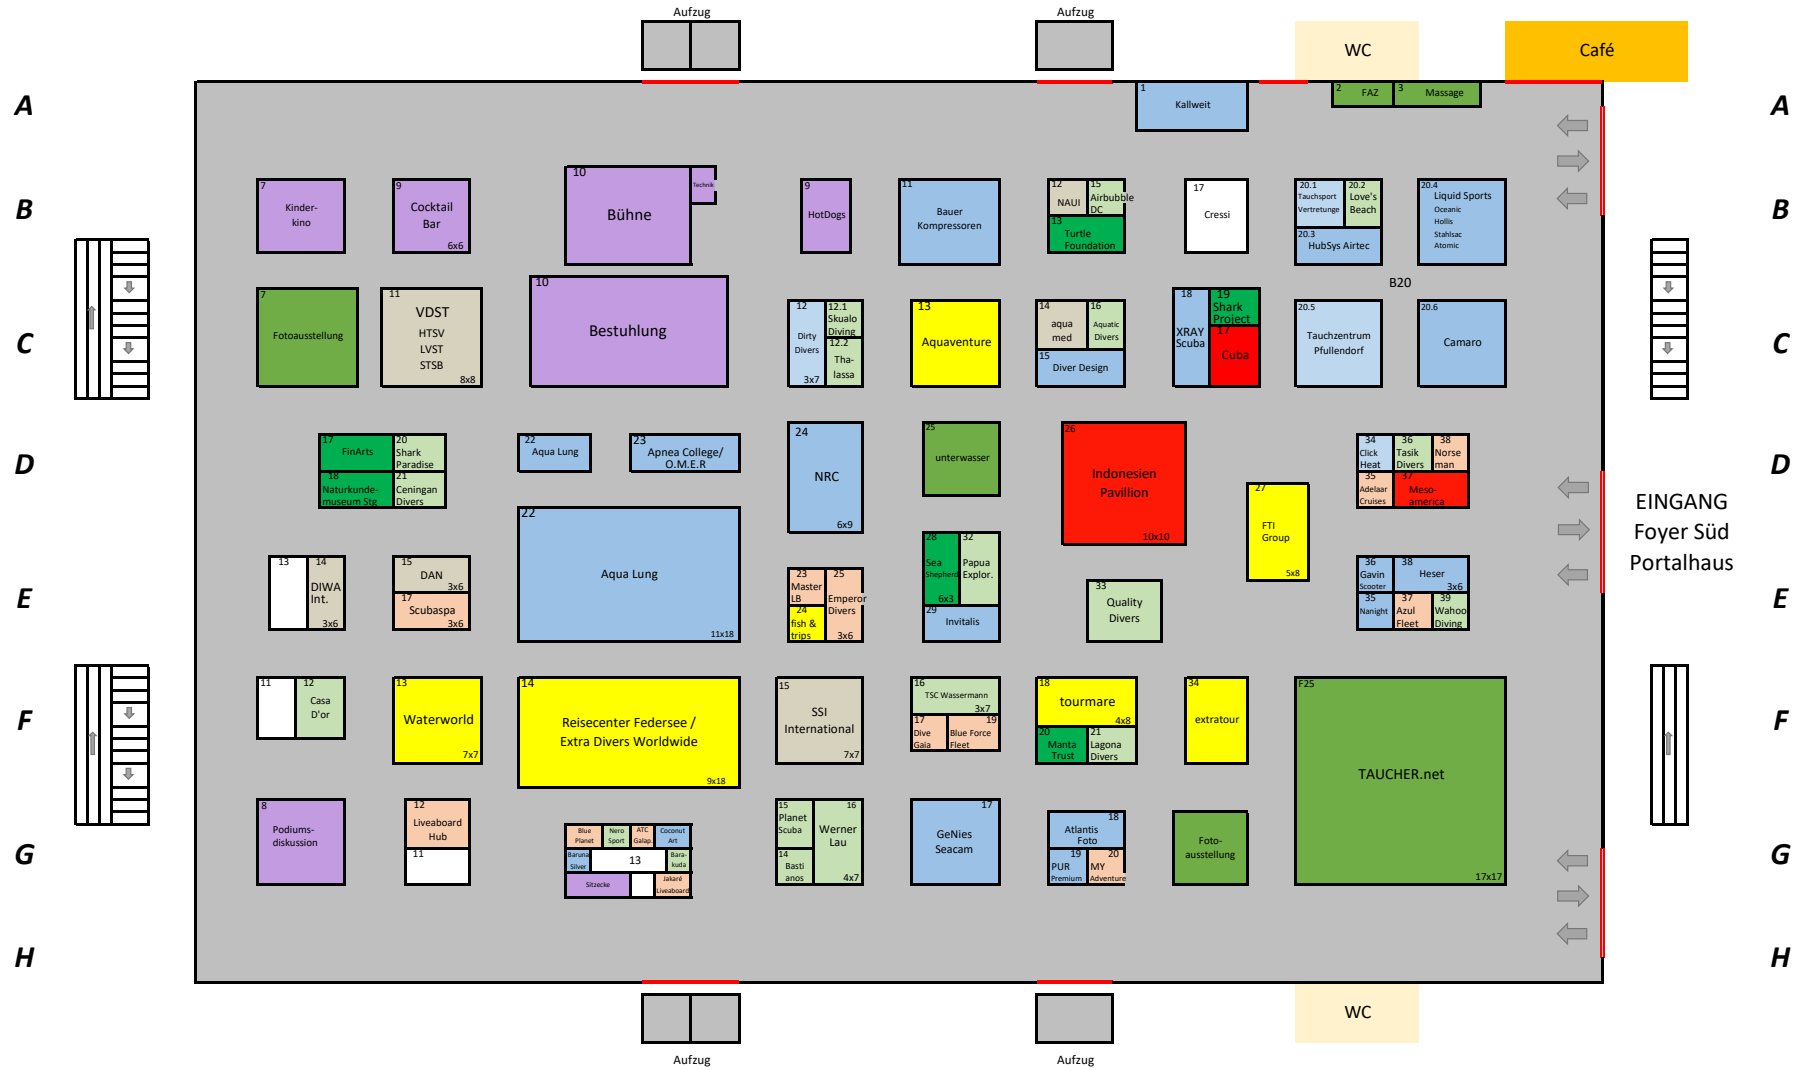 Aufzug
Aufzug
WC
Café
A
1
Kallweit
2
FAZ
3
Massage
A
B
7
Kinder-
kino
9
Cocktail
Bar
6x6
10
Bühne
Technik
9
HotDogs
11
Bauer
Kompressoren
12
NAUI
15
Airbubble
DC
13
Turtle
Foundation
17
Cressi
20.1
Tauchsport
Vertretunge
20.2
Love's
Beach
20.3
HubSys Airtec
20.4
Liquid Sports
Oceanic
Hollis
Stahlsac
Atomic
B
B20
C
7
Fotoausstellung
11
VDST
HTSV
LVST
STSB
8x8
10
Bestuhlung
12
Dirty
Divers
3x7
12.1
Skualo
Diving
12.2
Tha-
lassa
13
Aquaventure
14
aqua
med
16
Aquatic
Divers
15
Diver Design
18
XRAY
Scuba
19
Shark
Project
17
Cuba
20.5
Tauchzentrum
Pfullendorf
20.6
Camaro
C
D
17
FinArts
20
Shark
Paradise
18
Naturkunde-
museum Stg
21
Ceningan
Divers
22
Aqua Lung
23
Apnea College/
O.M.E.R
24
NRC
6x9
25
unterwasser
26
Indonesien
Pavillion
10x10
27
FTI
Group
5x8
34
Click
Heat
36
Tasik
Divers
38
Norse
man
35
Adelaar
Cruises
37
Meso-
america
D
EINGANG
Foyer Süd
Portalhaus
E
13
14
DIWA
Int.
3x6
15
DAN
3x6
17
Scubaspa
3x6
22
Aqua Lung
11x18
23
Master
LB
24
fish &
trips
25
Emperor
Divers
3x6
28
Sea
Shepherd
6x3
32
Papua
Explor.
29
Invitalis
33
Quality
Divers
36
Gavin
Scooter
38
Heser
3x6
35
Nanight
37
Azul
Fleet
39
Wahoo
Diving
E
F
11
12
Casa
D'or
13
Waterworld
7x7
14
Reisecenter Federsee /
Extra Divers Worldwide
9x18
15
SSI
International
7x7
16
TSC Wassermann
3x7
17
Dive
Gaia
19
Blue Force
Fleet
18
tourmare
4x8
20
Manta
Trust
21
Lagona
Divers
34
extratour
F25
TAUCHER.net
17x17
F
G
8
Podiums-
diskussion
12
Liveaboard
Hub
11
Blue
Planet
Nero
Sport
ATC
Galap.
Coconut
Art
Baruna
Silver
13
Bara-
kuda
Sitzecke
Jakaré
Liveaboard
15
Planet
Scuba
14
Basti
anos
16
Werner
Lau
4x7
17
GeNies
Seacam
18
Atlantis
Foto
19
PUR
Premium
20
MY
Adventure
Foto-
ausstellung
G
H
H
WC
Aufzug
Aufzug